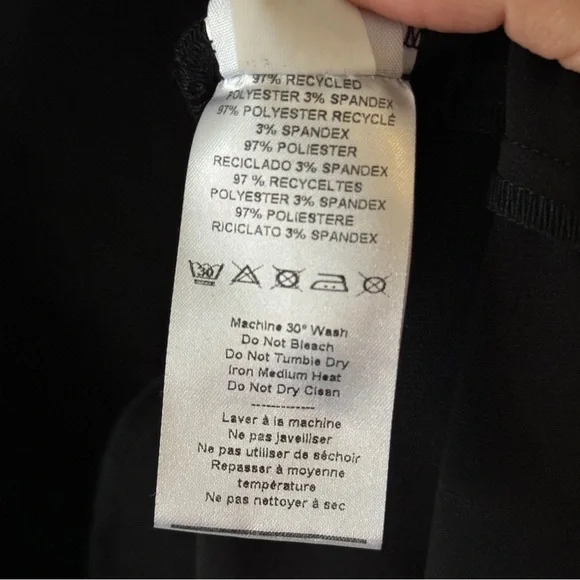 97% RECYCLED
POLYESTER 3% SPANDEX
97% POLYESTER RECYCLÉ
3% SPANDEX
97% POLIESTER
RECICLADO 3% SPANDEX
97 % RECYCELTES
POLYESTER 3% SPANDEX
97% POLIESTERE
RICICLATO 3% SPANDEX
30
Machine 30° Wash
Do Not Bleach
Do Not Tumble Dry
Iron Medium Heat
Do Not Dry Clean
-------------
Laver à la machine
Ne pas javelliser
Ne pas utiliser de séchoir
Repasser à moyenne
température
Ne pas nettoyer à sec